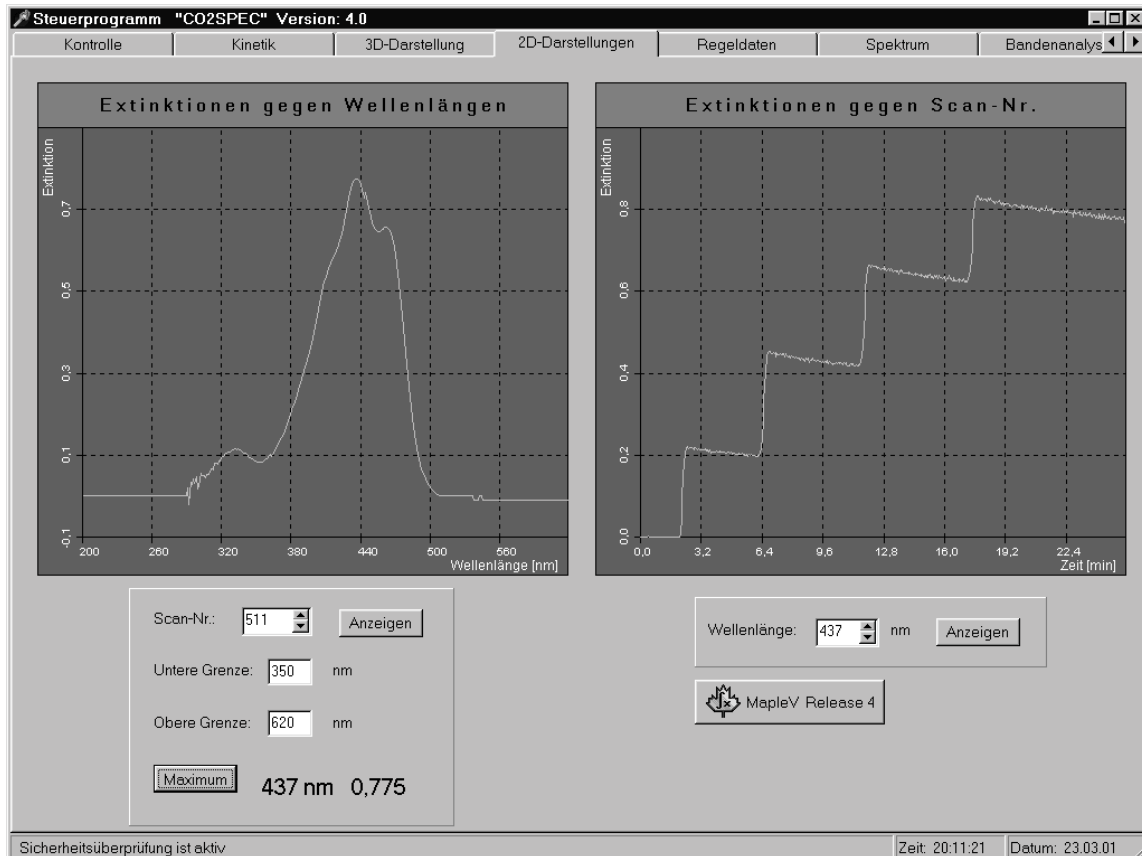 Steuerprogramm "CO2SPEC" Version: 4.0
Kontrolle Kinetik 3D-Darstellung 2D-Darstellungen Regeldaten Spektrum Bandenanalys
Extinktionen gegen Wellenlängen
Extinktion
0,7
0,5
0,3
0,1
-0,1
200 260 320 380 440 500 560
Wellenlänge [nm]
Extinktionen gegen Scan-Nr.
Extinktion
0,8
0,6
0,4
0,2
0,0
0,0 3,2 6,4 9,6 12,8 16,0 19,2 22,4
Zeit [min]
Scan-Nr.: 511 Anzeigen
Untere Grenze: 350 nm
Obere Grenze: 620 nm
Maximum 437 nm 0,775
Wellenlänge: 437 nm Anzeigen
MapleV Release 4
Sicherheitsüberprüfung ist aktiv Zeit: 20:11:21 Datum: 23.03.01